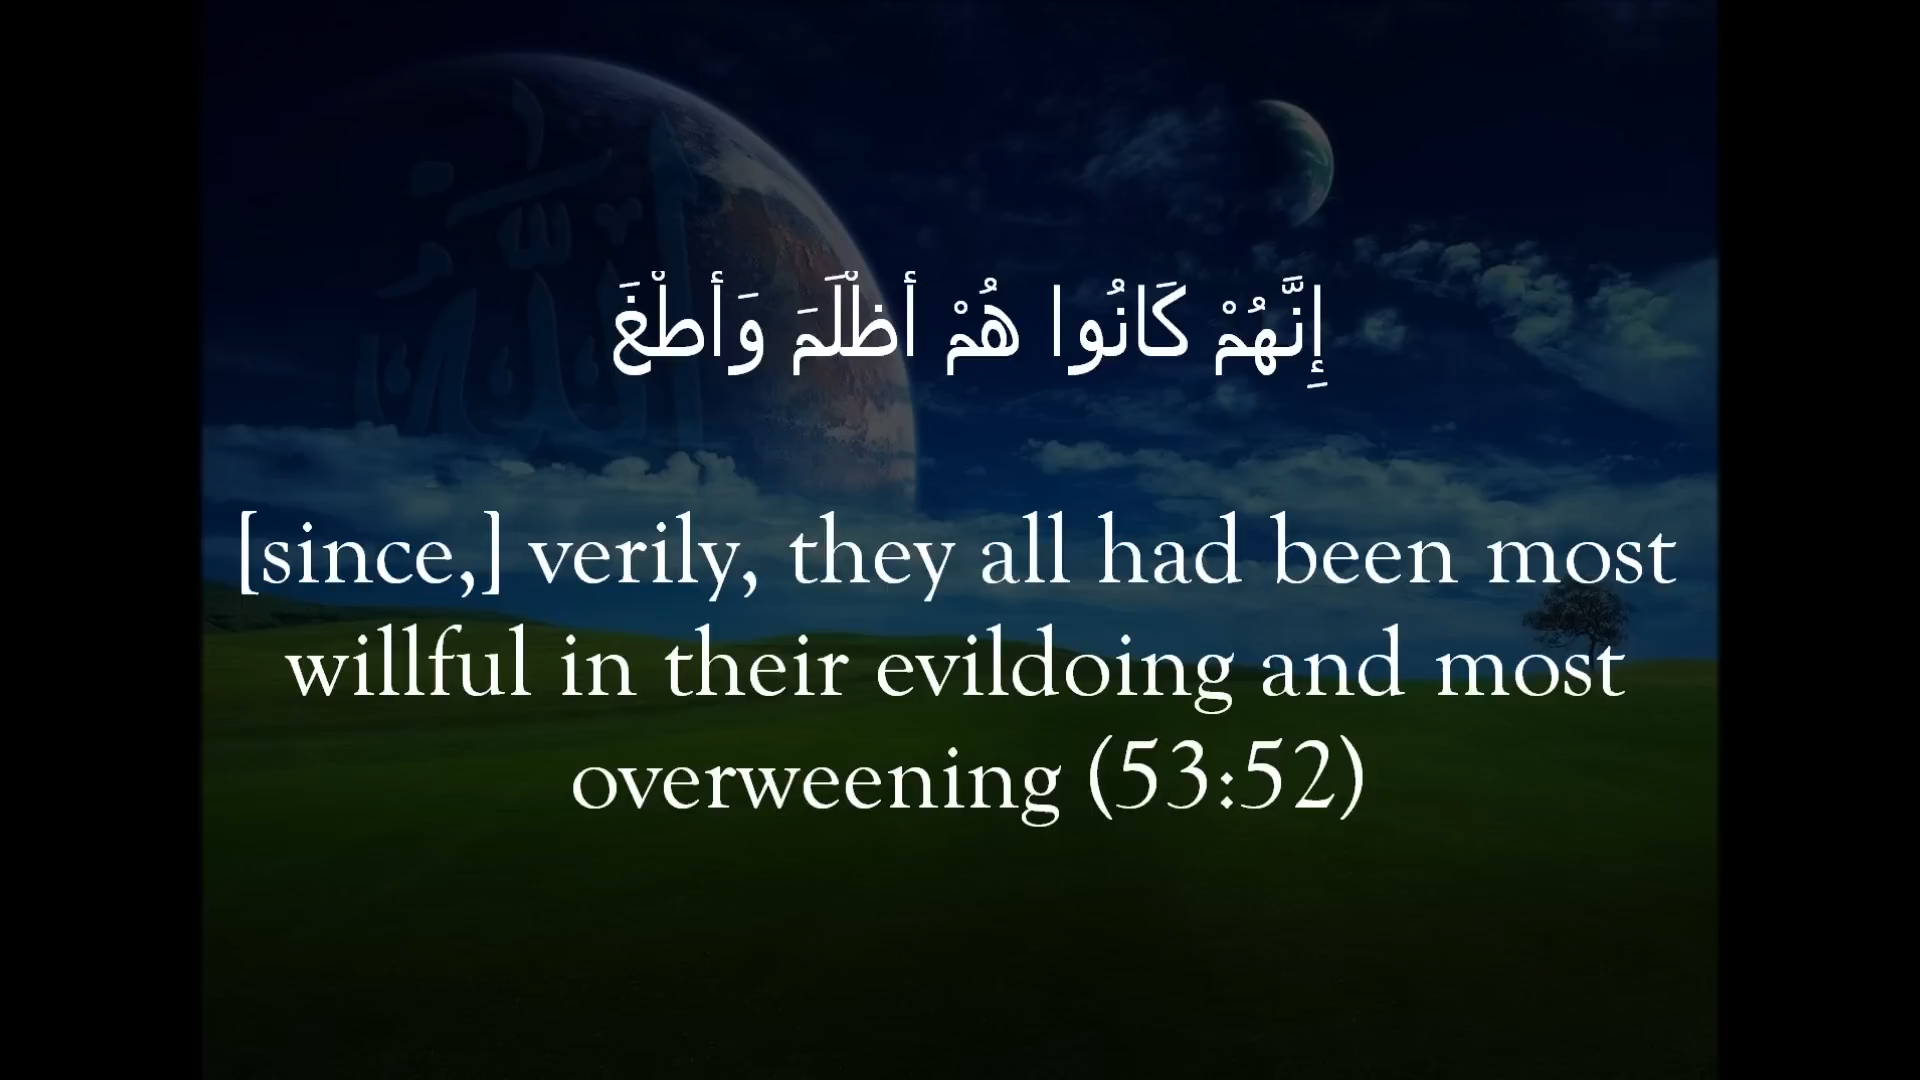 إِنَّهُمْ كَانُوا هُمْ أَظْلَمَ وَأَطْغَ
[since,] verily, they all had been most
willful in their evildoing and most
overweening (53:52)